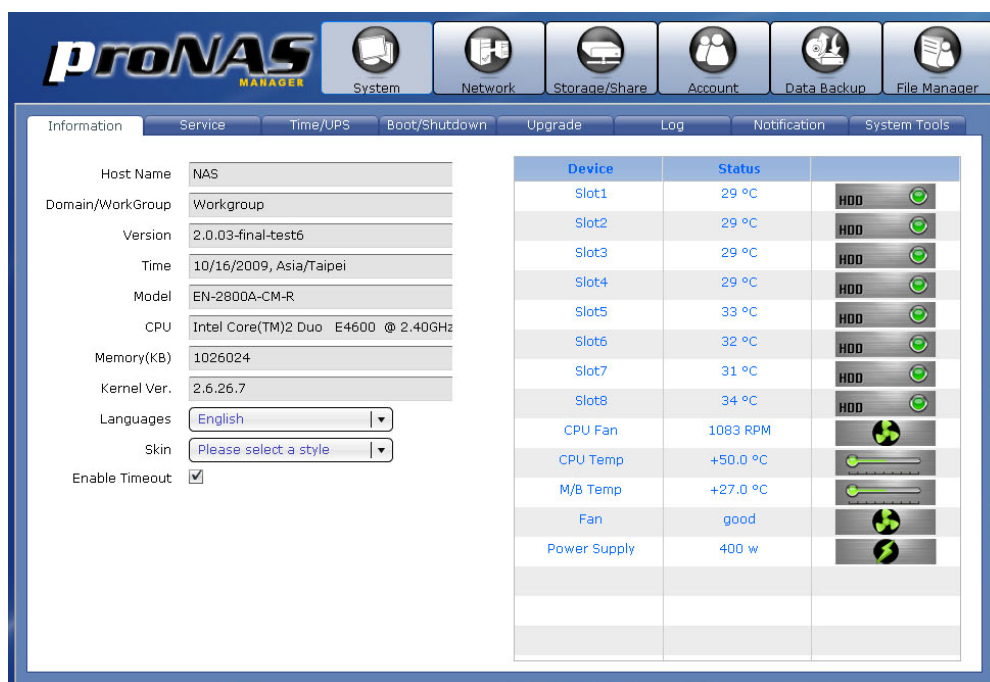 proNAS
MANAGER
System
Network
Storage/Share
Account
Data Backup
File Manager
Information
Service
Time/UPS
Boot/Shutdown
Upgrade
Log
Notification
System Tools
Host Name NAS
Domain/WorkGroup Workgroup
Version 2.0.03-final-test6
Time 10/16/2009, Asia/Taipei
Model EN-2800A-CM-R
CPU Intel Core(TM)2 Duo E4600 @ 2.40GHz
Memory(KB) 1026024
Kernel Ver. 2.6.26.7
Languages English
Skin Please select a style
Enable Timeout
Device Status
Slot1 29 °C HDD
Slot2 29 °C HDD
Slot3 29 °C HDD
Slot4 29 °C HDD
Slot5 33 °C HDD
Slot6 32 °C HDD
Slot7 31 °C HDD
Slot8 34 °C HDD
CPU Fan 1083 RPM
CPU Temp +50.0 °C
M/B Temp +27.0 °C
Fan good
Power Supply 400 w